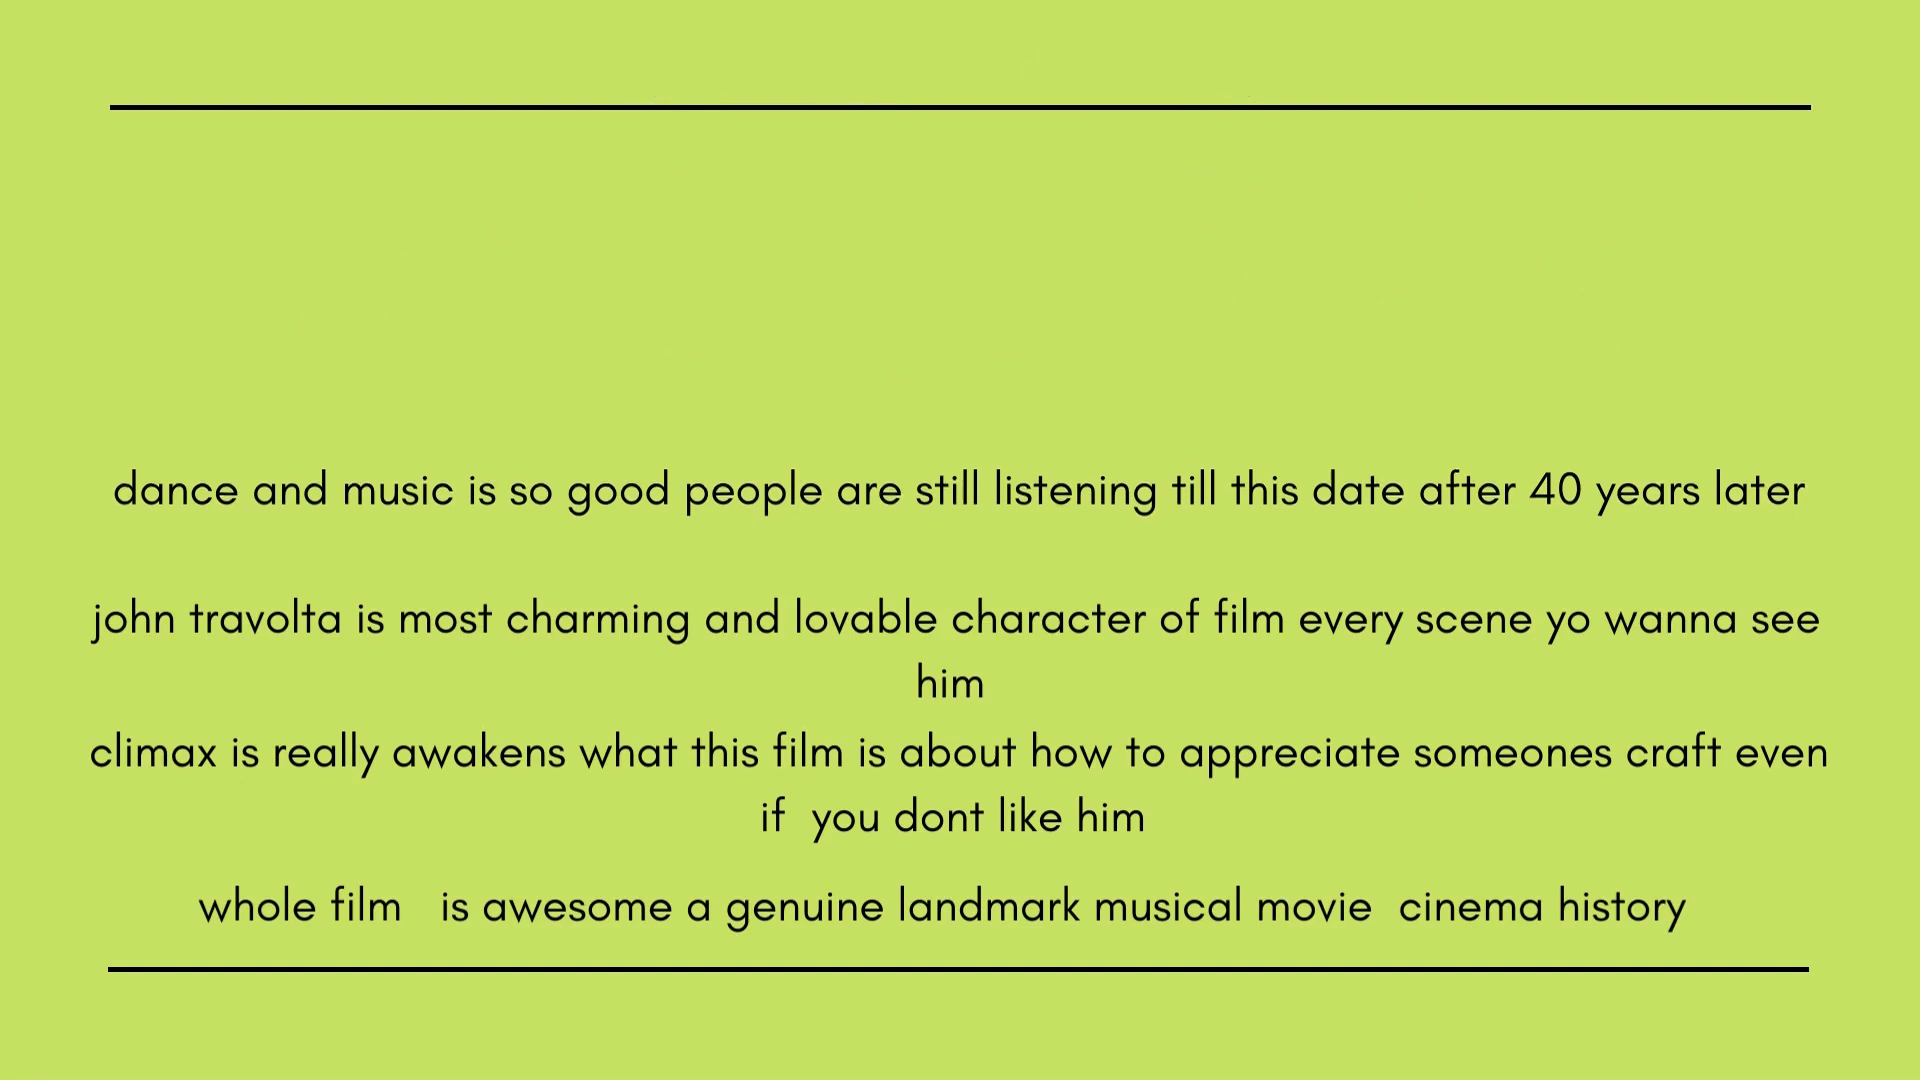 dance and music is so good people are still listening till this date after 40 years later
john travolta is most charming and lovable character of film every scene yo wanna see
him
climax is really awakens what this film is about how to appreciate someones craft even
if  you dont like him
whole film   is awesome a genuine landmark musical movie  cinema history